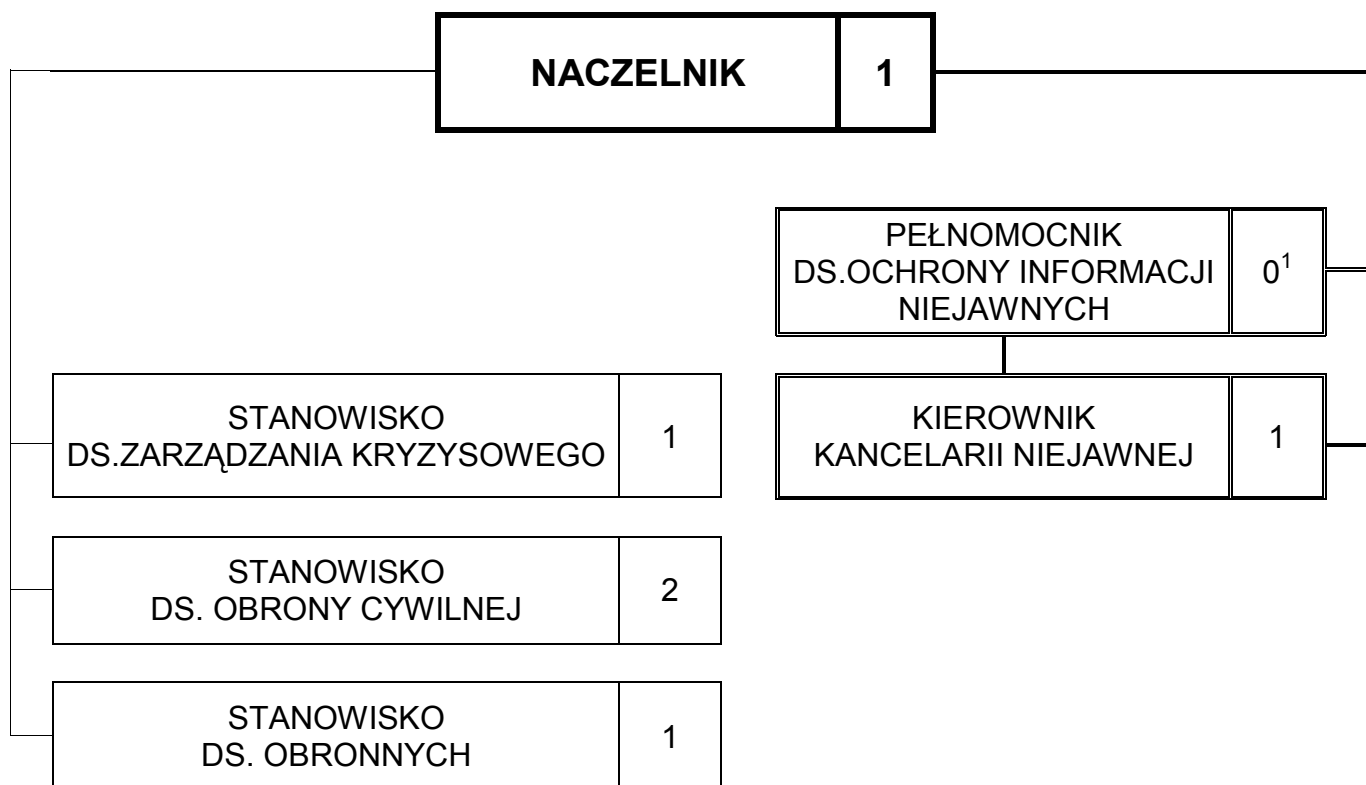 NACZELNIK 1
PEŁNOMOCNIK
DS.OCHRONY INFORMACJI
NIEJAWNYCH
0¹
KIEROWNIK
KANCELARII NIEJAWNEJ
1
STANOWISKO
DS.ZARZĄDZANIA KRYZYSOWEGO
1
STANOWISKO
DS. OBRONY CYWILNEJ
2
STANOWISKO
DS. OBRONNYCH
1